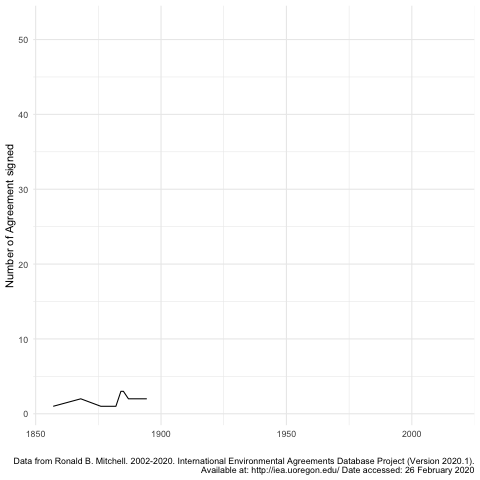 50
40
30
20
10
0
Number of Agreement signed
1850 1900 1950 2000
Data from Ronald B. Mitchell. 2002-2020. International Environmental Agreements Database Project (Version 2020.1).
Available at: http://iea.uoregon.edu/ Date accessed: 26 February 2020